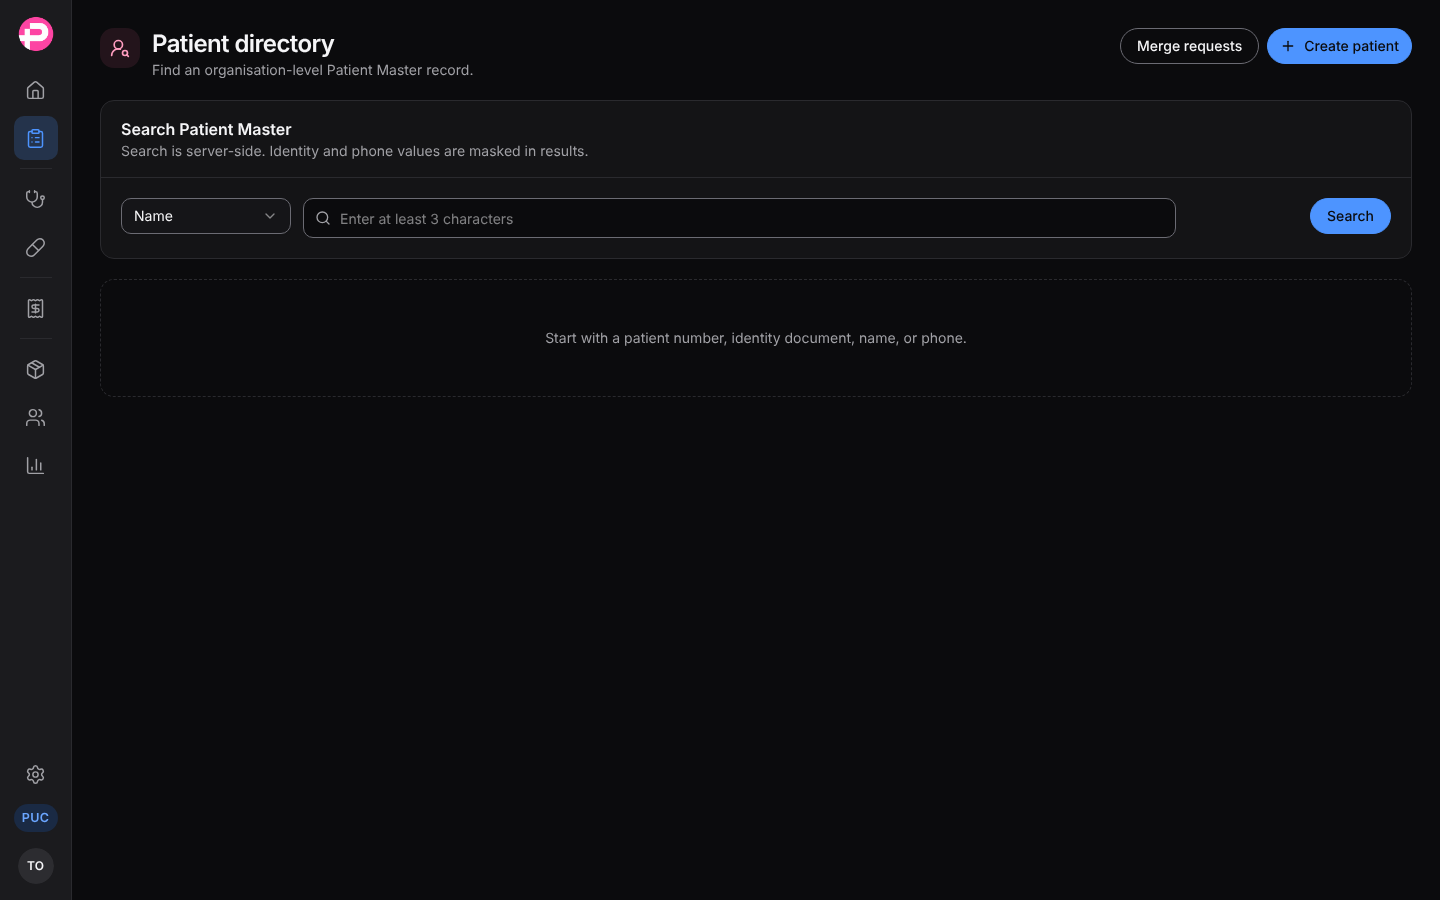 Patient directory
Find an organisation-level Patient Master record.
Merge requests
Create patient
Search Patient Master
Search is server-side. Identity and phone values are masked in results.
Name
Enter at least 3 characters
Search
Start with a patient number, identity document, name, or phone.
PUC
TO